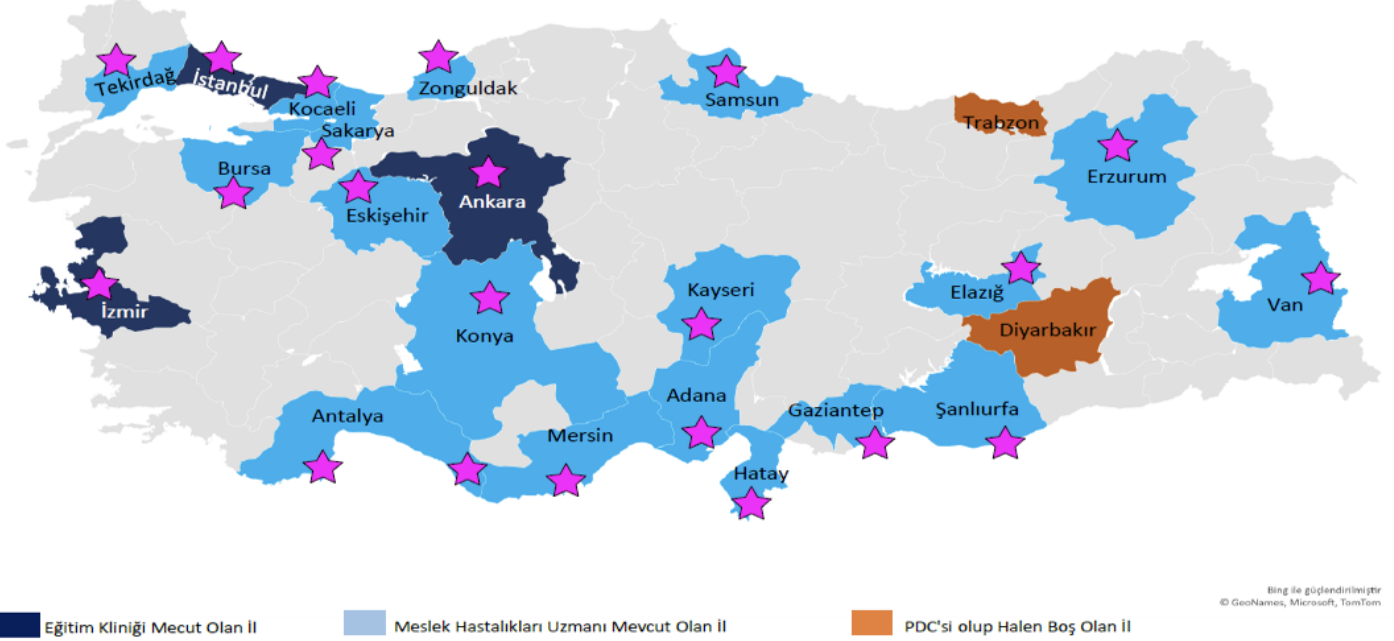 Tekirdağ
İstanbul
Kocaeli
Sakarya
Zonguldak
Samsun
Trabzon
Erzurum
Bursa
Eskişehir
Ankara
İzmir
Konya
Kayseri
Elazığ
Diyarbakır
Van
Antalya
Mersin
Adana
Gaziantep
Şanlıurfa
Hatay
Bing ile güçlendirilmiştir
© GeoNames, Microsoft, TomTom
Eğitim Kliniği Mecut Olan İl
Meslek Hastalıkları Uzmanı Mevcut Olan İl
PDC'si olup Halen Boş Olan İl